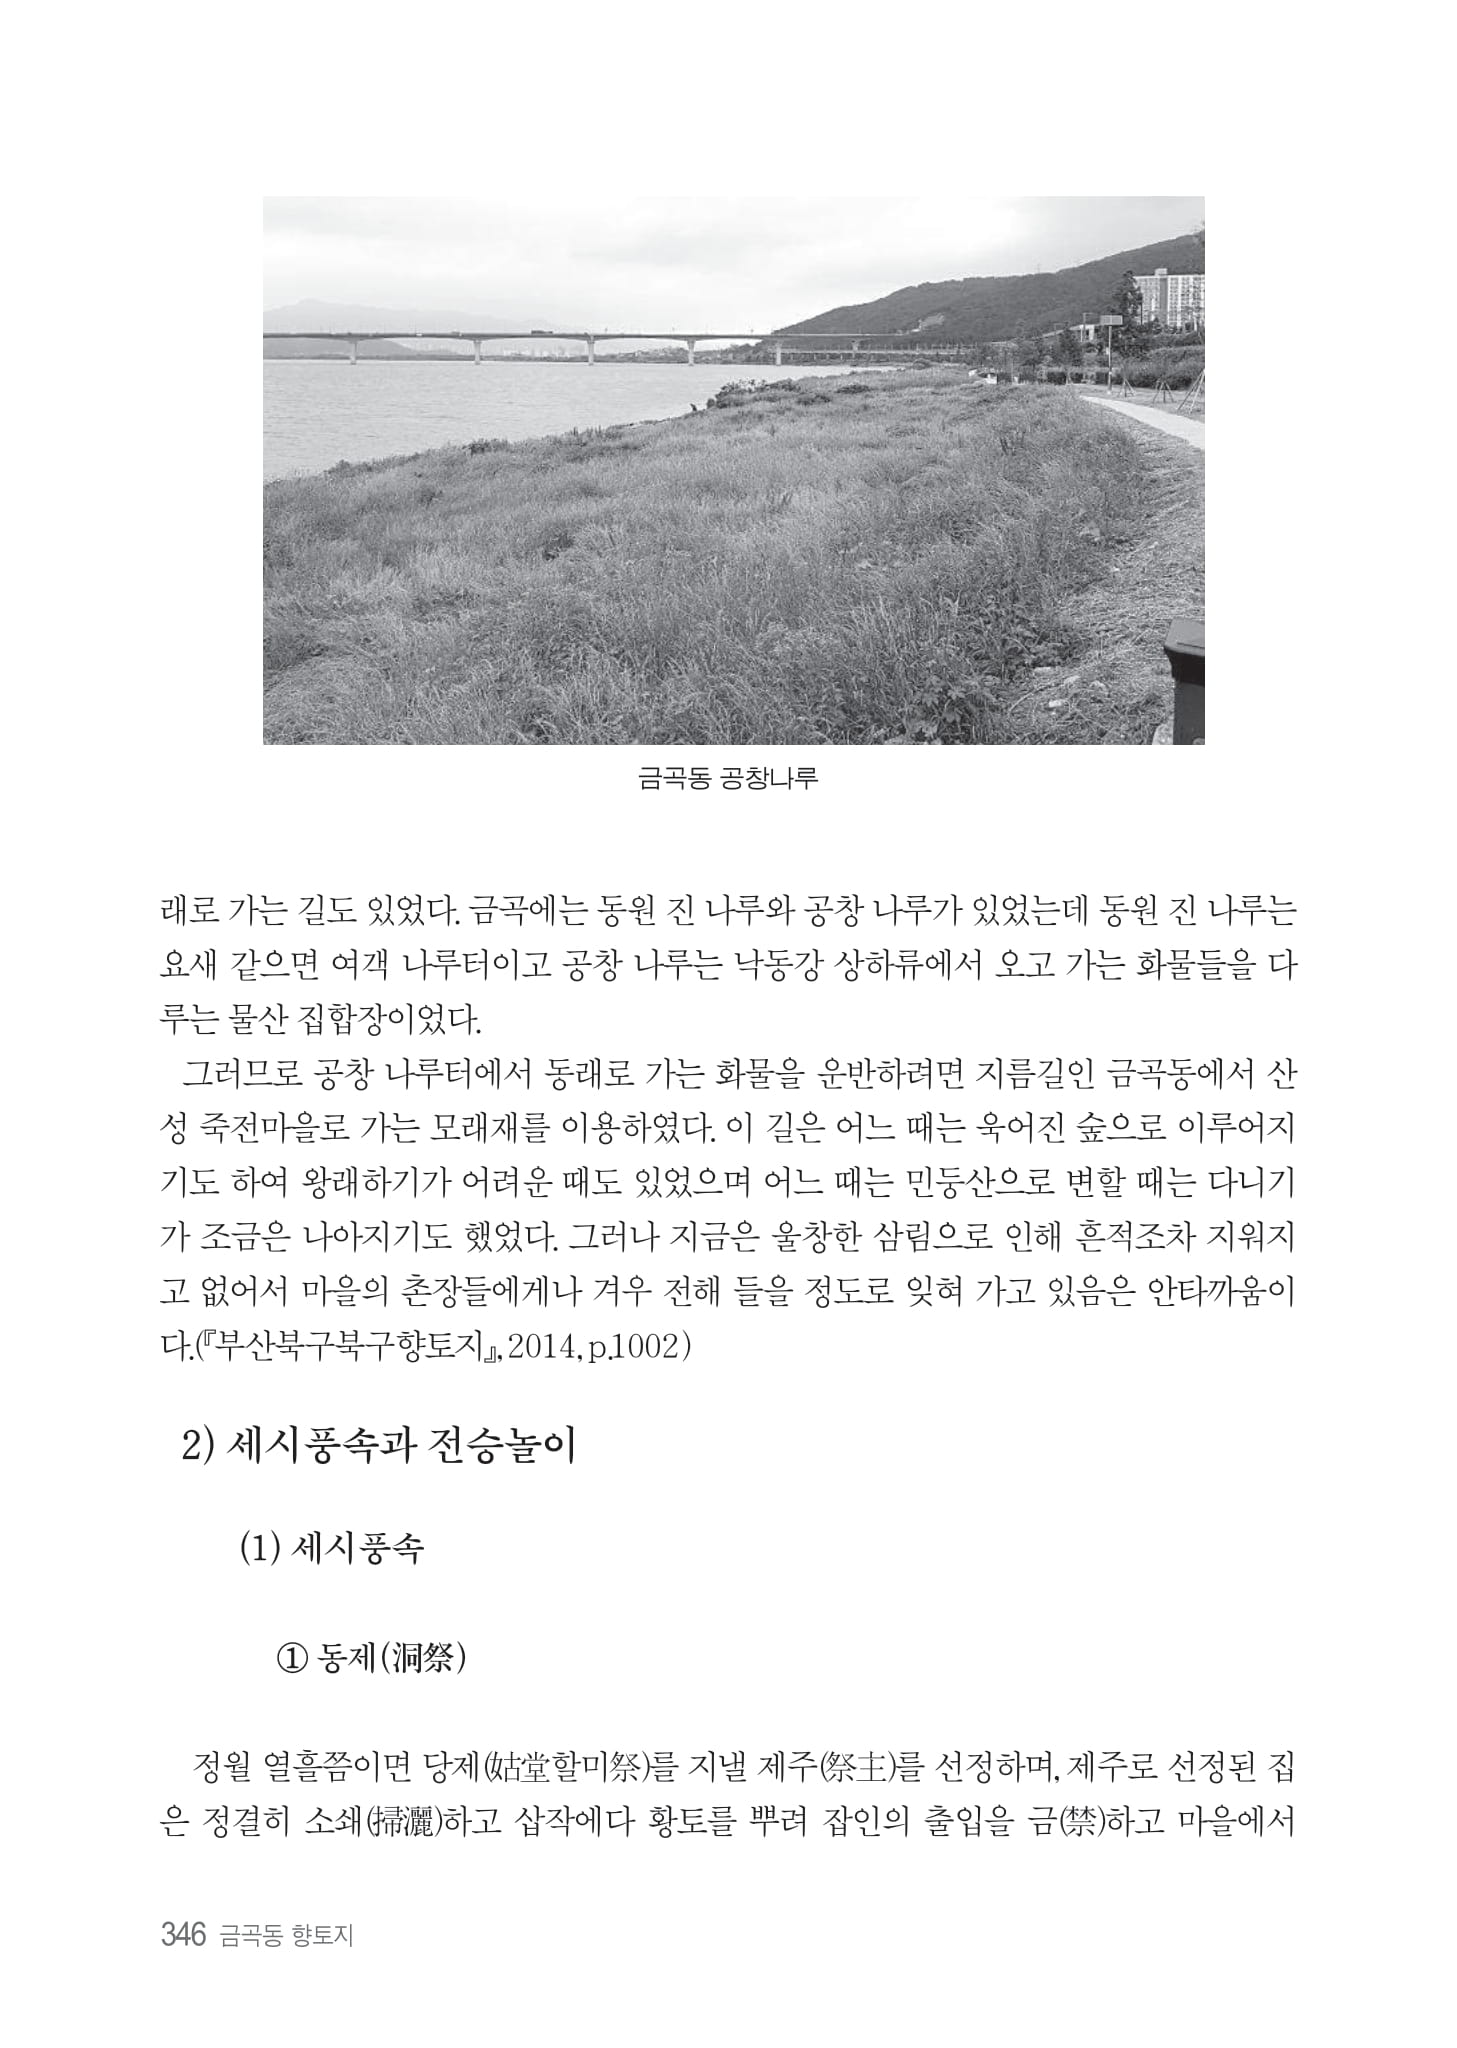 금곡동 공창나루
래로 가는 길도 있었다. 금곡에는 동원 진 나루와 공창 나루가 있었는데 동원 진 나루는
요새 같으면 여객 나루터이고 공창 나루는 낙동강 상하류에서 오고 가는 화물들을 다
루는 물산 집합장이었다.
그러므로 공창 나루터에서 동래로 가는 화물을 운반하려면 지름길인 금곡동에서 산
성 죽전마을로 가는 모래재를 이용하였다. 이 길은 어느 때는 욱어진 숲으로 이루어지
기도 하여 왕래하기가 어려운 때도 있었으며 어느 때는 민둥산으로 변할 때는 다니기
가 조금은 나아지기도 했었다. 그러나 지금은 울창한 삼림으로 인해 흔적조차 지워지
고 없어서 마을의 촌장들에게나 겨우 전해 들을 정도로 잊혀 가고 있음은 안타까움이
다.(『부산북구북구향토지』, 2014, p.1002)
2) 세시풍속과 전승놀이
(1) 세시풍속
① 동제(洞祭)
정월 열흘쯤이면 당제(姑堂할미祭)를 지낼 제주(祭主)를 선정하며, 제주로 선정된 집
은 정결히 소쇄(掃灑)하고 삽작에다 황토를 뿌려 잡인의 출입을 금(禁)하고 마을에서
346 금곡동 향토지